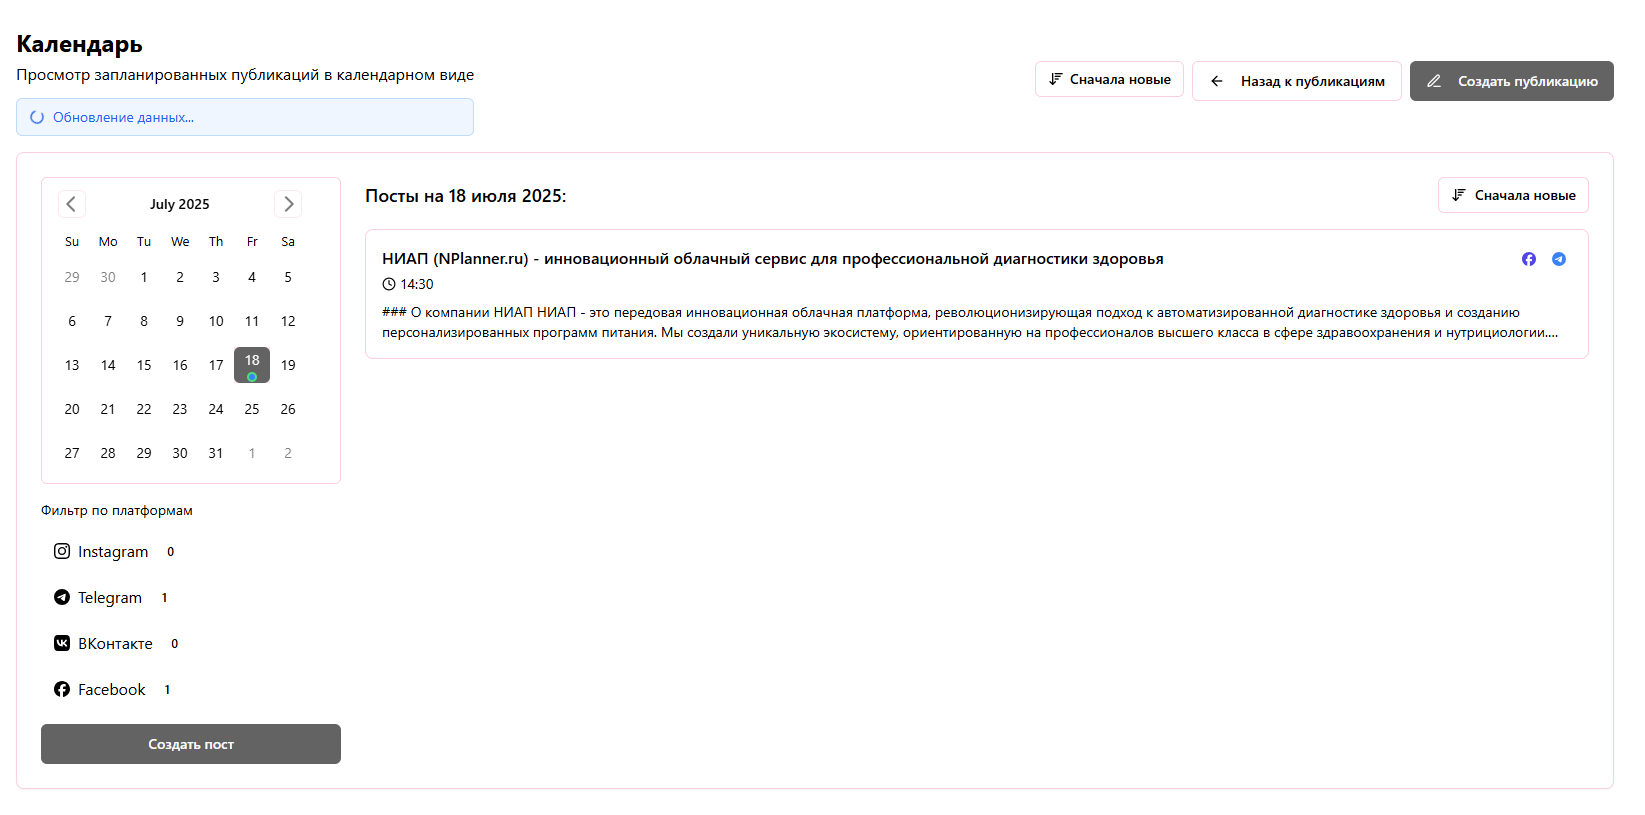 Календарь
Просмотр запланированных публикаций в календарном виде
Обновление данных...
Сначала новые
Назад к публикациям
Создать публикацию
July 2025
Su Mo Tu We Th Fr Sa
29 30 1 2 3 4 5
6 7 8 9 10 11 12
13 14 15 16 17 18 19
20 21 22 23 24 25 26
27 28 29 30 31 1 2
Фильтр по платформам
Instagram 0
Telegram 1
ВКонтакте 0
Facebook 1
Создать пост
Посты на 18 июля 2025:
Сначала новые
НИАП (NPlanner.ru) - инновационный облачный сервис для профессиональной диагностики здоровья
14:30
### О компании НИАП НИАП - это передовая инновационная облачная платформа, революционизирующая подход к автоматизированной диагностике здоровья и созданию
персонализированных программ питания. Мы создали уникальную экосистему, ориентированную на профессионалов высшего класса в сфере здравоохранения и нутрициологии....